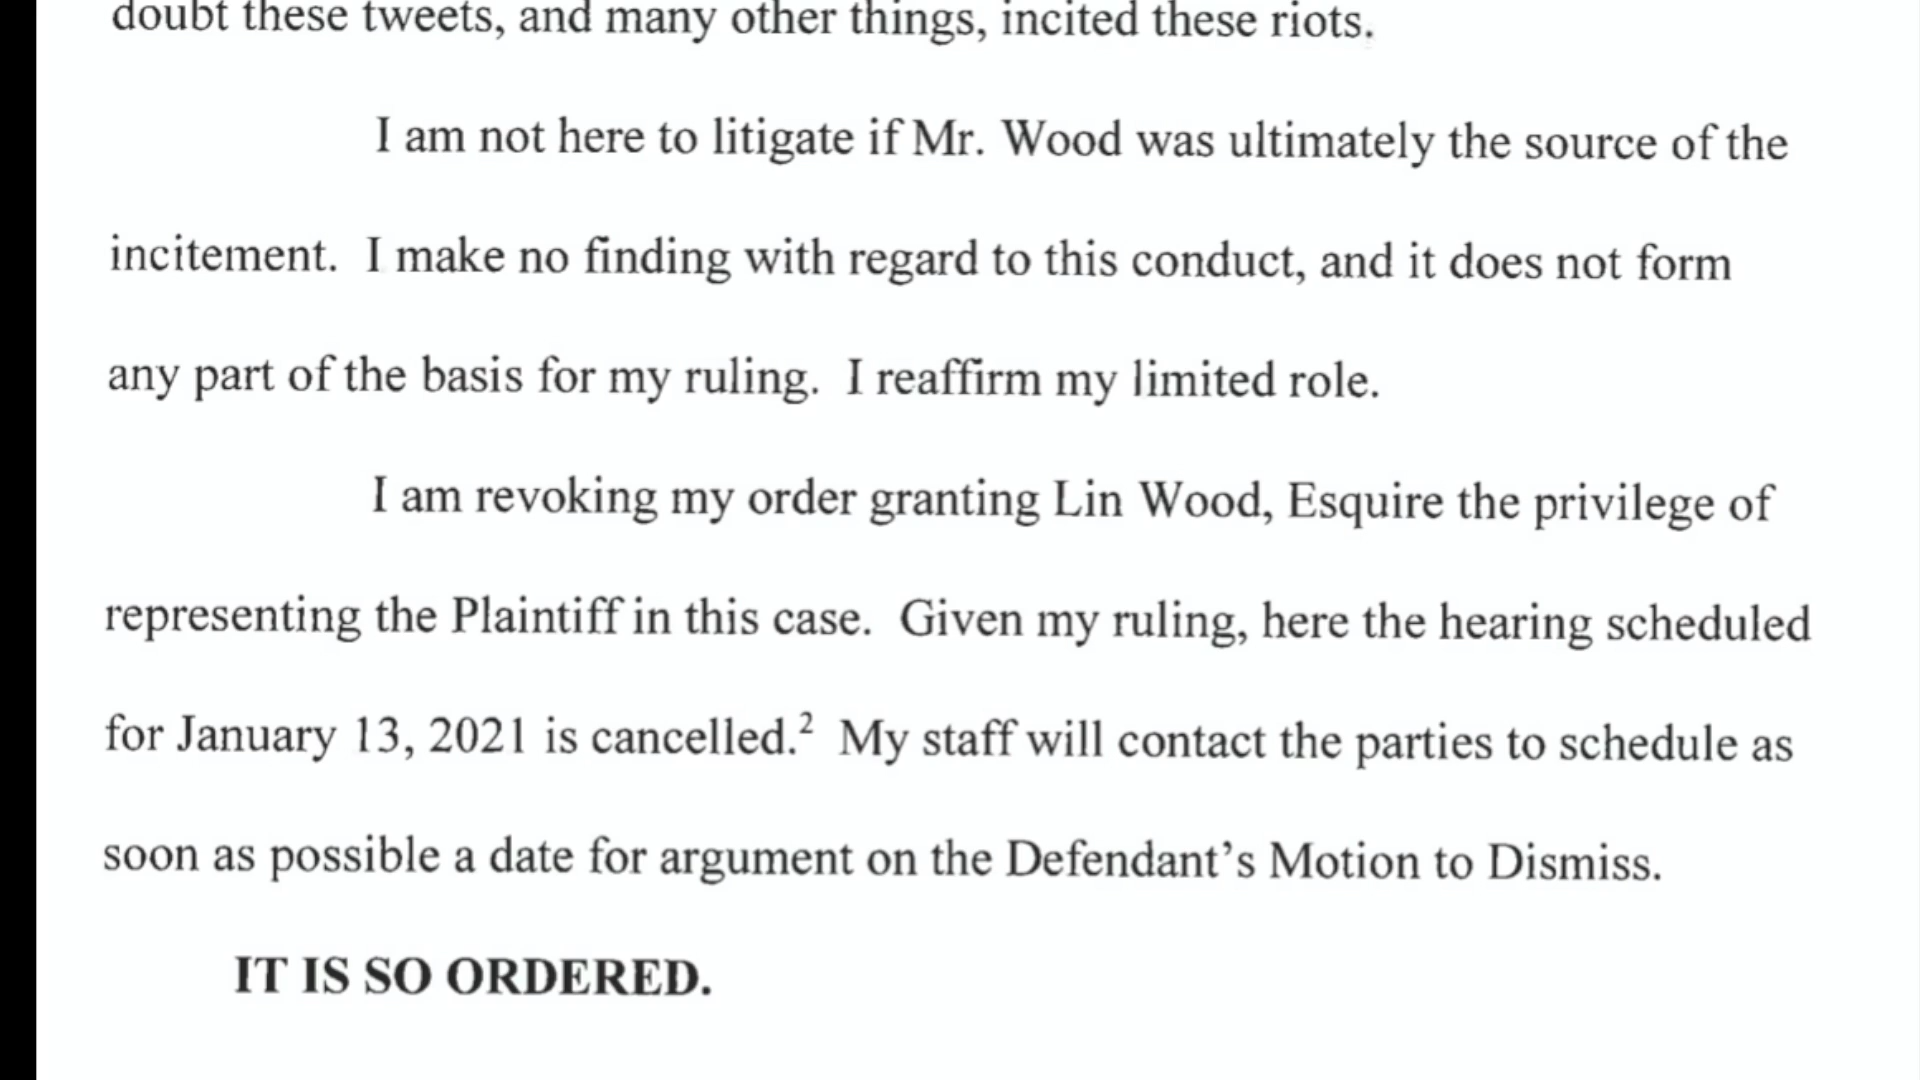 doubt these tweets, and many other things, incited these riots.
I am not here to litigate if Mr. Wood was ultimately the source of the
incitement.  I make no finding with regard to this conduct, and it does not form
any part of the basis for my ruling.  I reaffirm my limited role.
I am revoking my order granting Lin Wood, Esquire the privilege of
representing the Plaintiff in this case.  Given my ruling, here the hearing scheduled
for January 13, 2021 is cancelled.²  My staff will contact the parties to schedule as
soon as possible a date for argument on the Defendant’s Motion to Dismiss.
IT IS SO ORDERED.